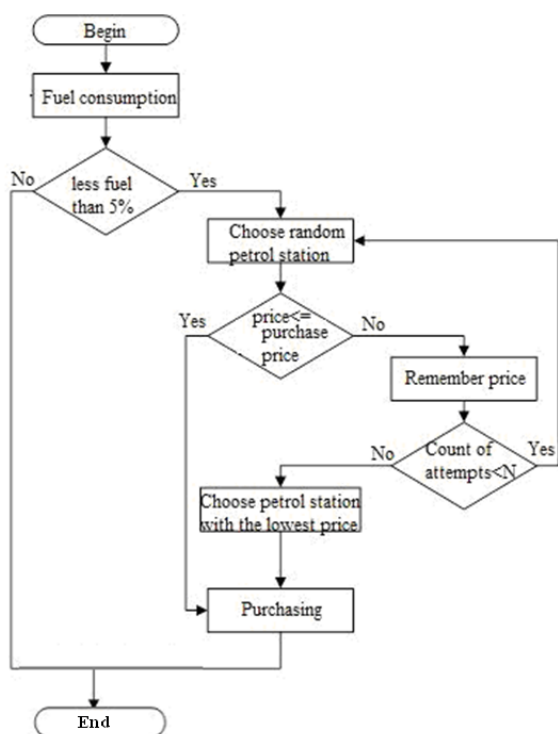 Begin
Fuel consumption
No
less fuel
than 5%
Yes
Choose random
petrol station
Yes
price<=
purchase
price
No
Remember price
No
Count of
attempts<N
Yes
Choose petrol station
with the lowest price
Purchasing
End